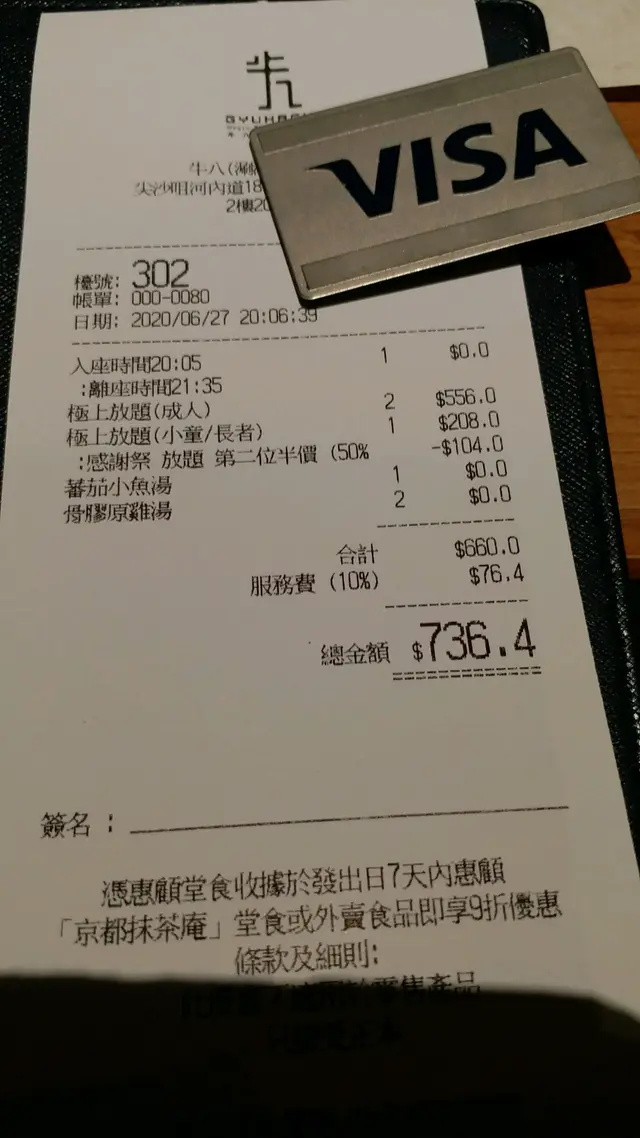 牛八
GYUHACHI
VISA
牛八(涮
尖沙咀河內道18
2樓20
檯號: 302
帳單: 000-0080
日期: 2020/06/27 20:06:39
入座時間20:05 1 $0.0
:離座時間21:35
極上放題(成人) 2 $556.0
極上放題(小童/長者) 1 $208.0
:感謝祭 放題 第二位半價 (50% -$104.0
蕃茄小魚湯 1 $0.0
骨膠原雞湯 2 $0.0
合計 $660.0
服務費 (10%) $76.4
總金額 $736.4
簽名 :
憑惠顧堂食收據於發出日7天內惠顧
「京都抹茶庵」堂食或外賣食品即享9折優惠
條款及細則:
零售產品